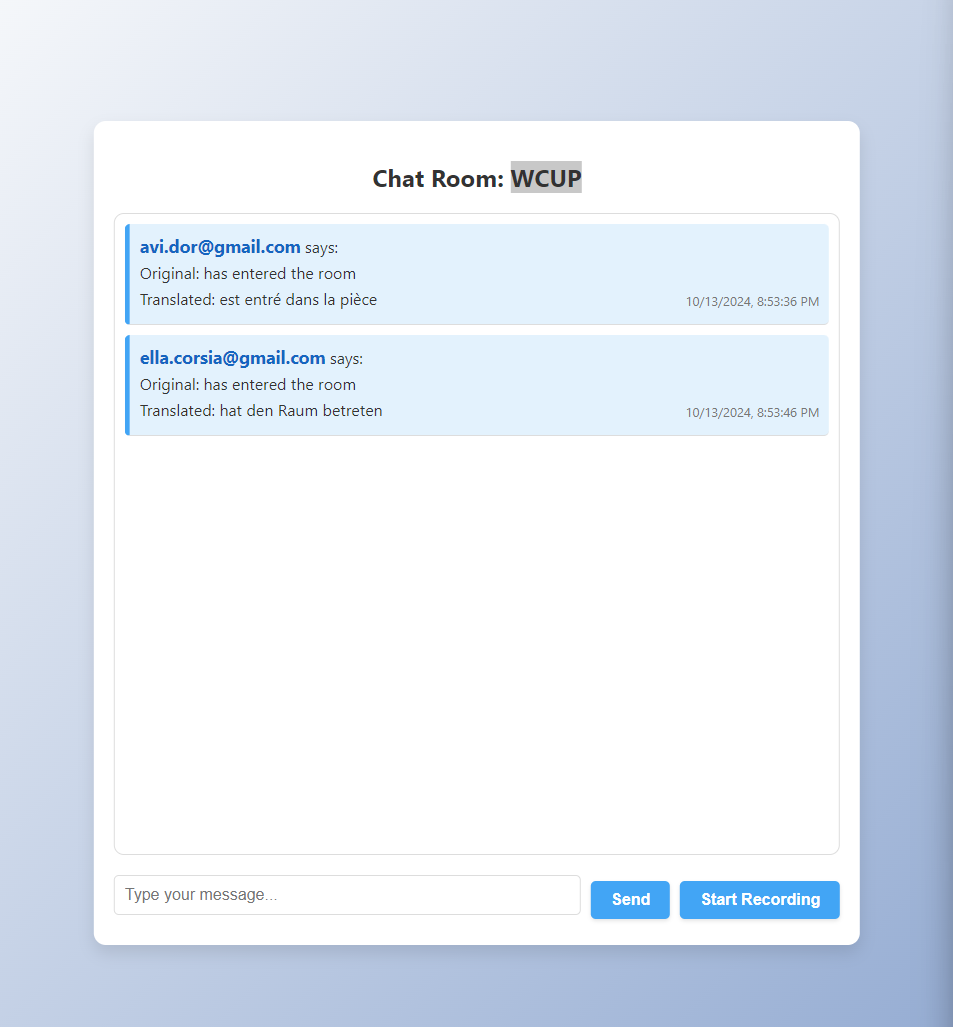 Chat Room: WCUP
avi.dor@gmail.com says:
Original: has entered the room
Translated: est entré dans la pièce
10/13/2024, 8:53:36 PM
ella.corsia@gmail.com says:
Original: has entered the room
Translated: hat den Raum betreten
10/13/2024, 8:53:46 PM
Type your message...
Send
Start Recording